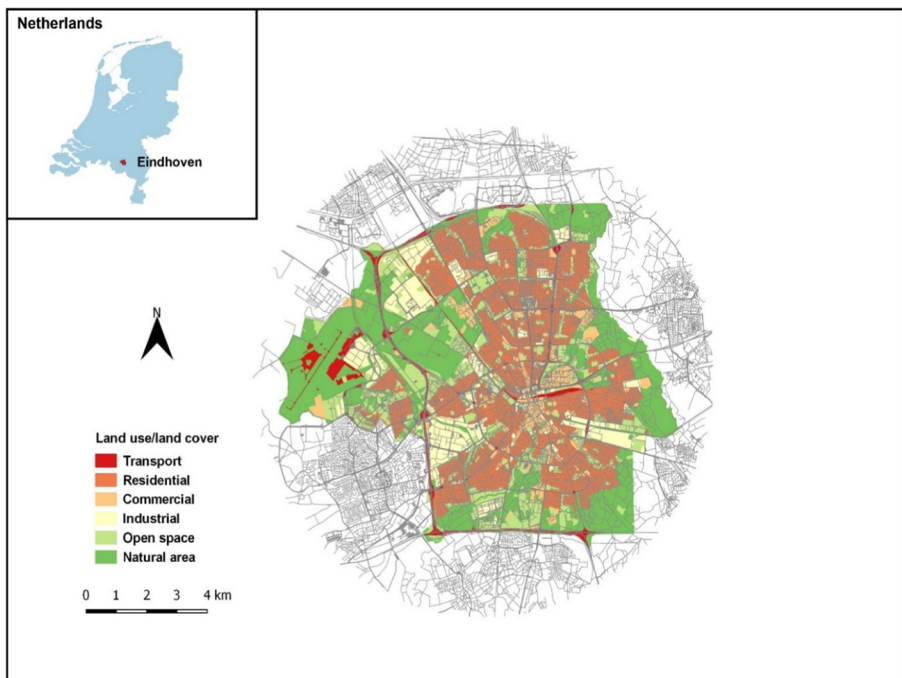 Netherlands
Eindhoven
N
Land use/land cover
Transport
Residential
Commercial
Industrial
Open space
Natural area
0 1 2 3 4 km